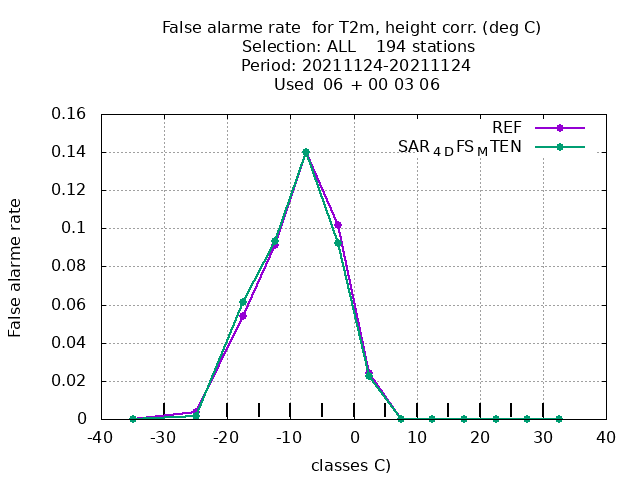 False alarme rate for T2m, height corr. (deg C)
Selection: ALL 194 stations
Period: 20211124-20211124
Used 06 + 00 03 06
REF
SAR4DFSMTEN
False alarme rate
0.16
0.14
0.12
0.1
0.08
0.06
0.04
0.02
0
-40 -30 -20 -10 0 10 20 30 40
classes C)